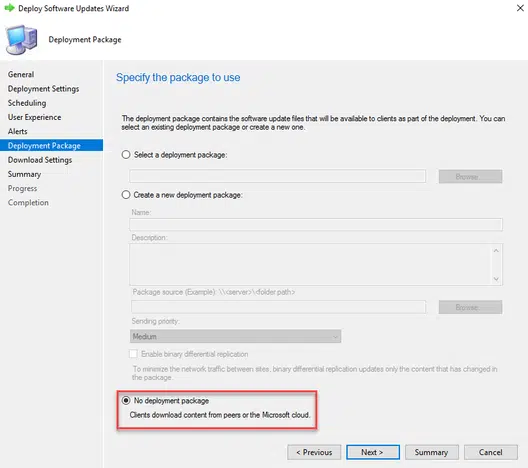 Deploy Software Updates Wizard
Deployment Package
General
Deployment Settings
Scheduling
User Experience
Alerts
Deployment Package
Download Settings
Summary
Progress
Completion
Specify the package to use
The deployment package contains the software update files that will be available to clients as part of the deployment. You can
select an existing deployment package or create a new one.
Select a deployment package:
Browse...
Create a new deployment package:
Name:
Description:
Package source (Example): \\<server>\<folder path>
Browse...
Sending priority:
Medium
Enable binary differential replication
To minimize the network traffic between sites, binary differential replication updates only the content that has changed in
the package.
No deployment package
Clients download content from peers or the Microsoft cloud.
< Previous
Next >
Summary
Cancel